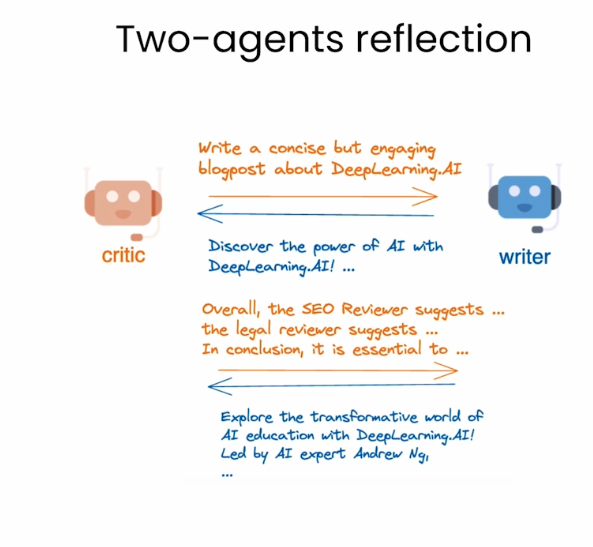 Two-agents reflection
Write a concise but engaging
blogpost about DeepLearning.AI
critic
writer
Discover the power of AI with
DeepLearning.AI! ...
Overall, the SEO Reviewer suggests ...
the legal reviewer suggests ...
In conclusion, it is essential to ...
Explore the transformative world of
AI education with DeepLearning.AI!
Led by AI expert Andrew Ng,
...